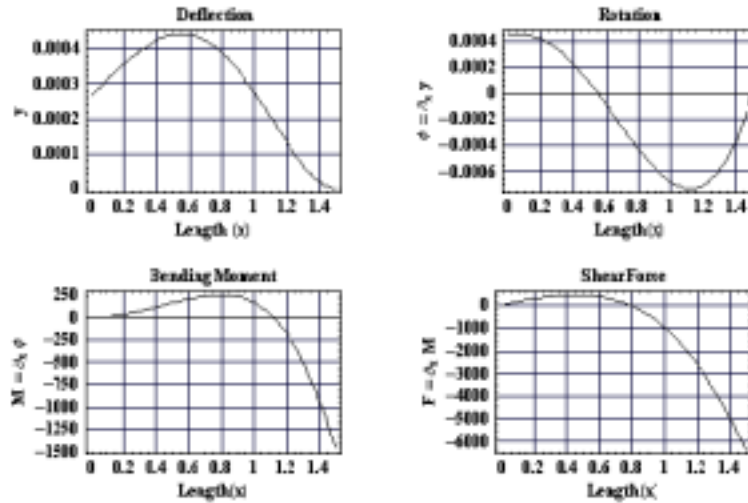 Deflection
0.0004
0.0003
0.0002
0.0001
0
y
0 0.2 0.4 0.6 0.8 1 1.2 1.4
Length (x)
Rotation
0.0004
0.0002
0
−0.0002
−0.0004
−0.0006
ϕ = ∂ₓ y
0 0.2 0.4 0.6 0.8 1 1.2 1.4
Length(x)
Bending Moment
250
0
−250
−500
−750
−1000
−1250
−1500
M = ∂ₓ ϕ
0 0.2 0.4 0.6 0.8 1 1.2 1.4
Length(x)
Shear Force
0
−1000
−2000
−3000
−4000
−5000
−6000
F = ∂ₓ M
0 0.2 0.4 0.6 0.8 1 1.2 1.4
Length(x)